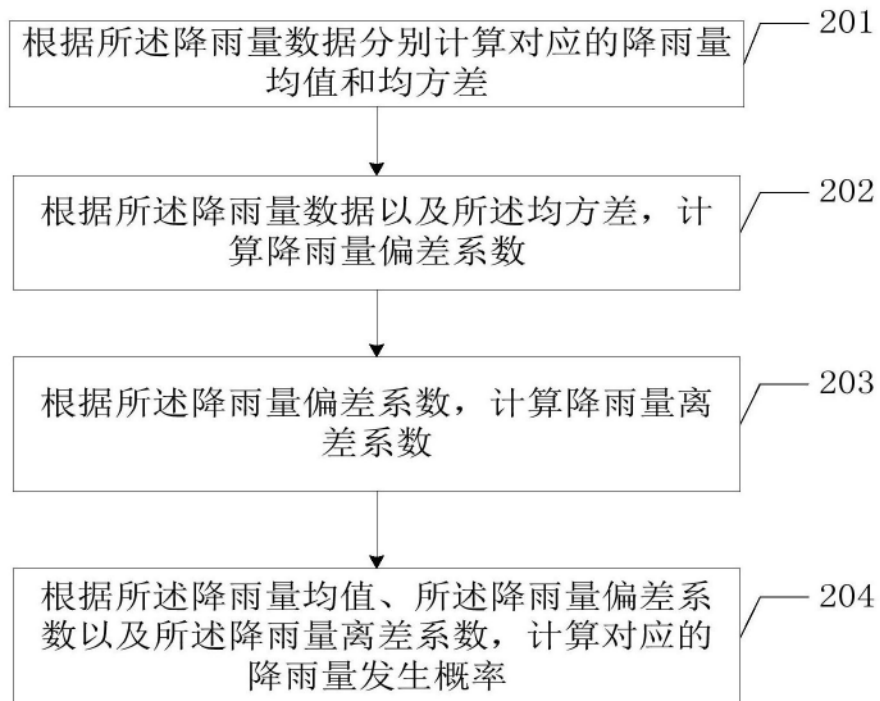 根据所述降雨量数据分别计算对应的降雨量
均值和均方差
201
根据所述降雨量数据以及所述均方差，计
算降雨量偏差系数
202
根据所述降雨量偏差系数，计算降雨量离
差系数
203
根据所述降雨量均值、所述降雨量偏差系
数以及所述降雨量离差系数，计算对应的
降雨量发生概率
204